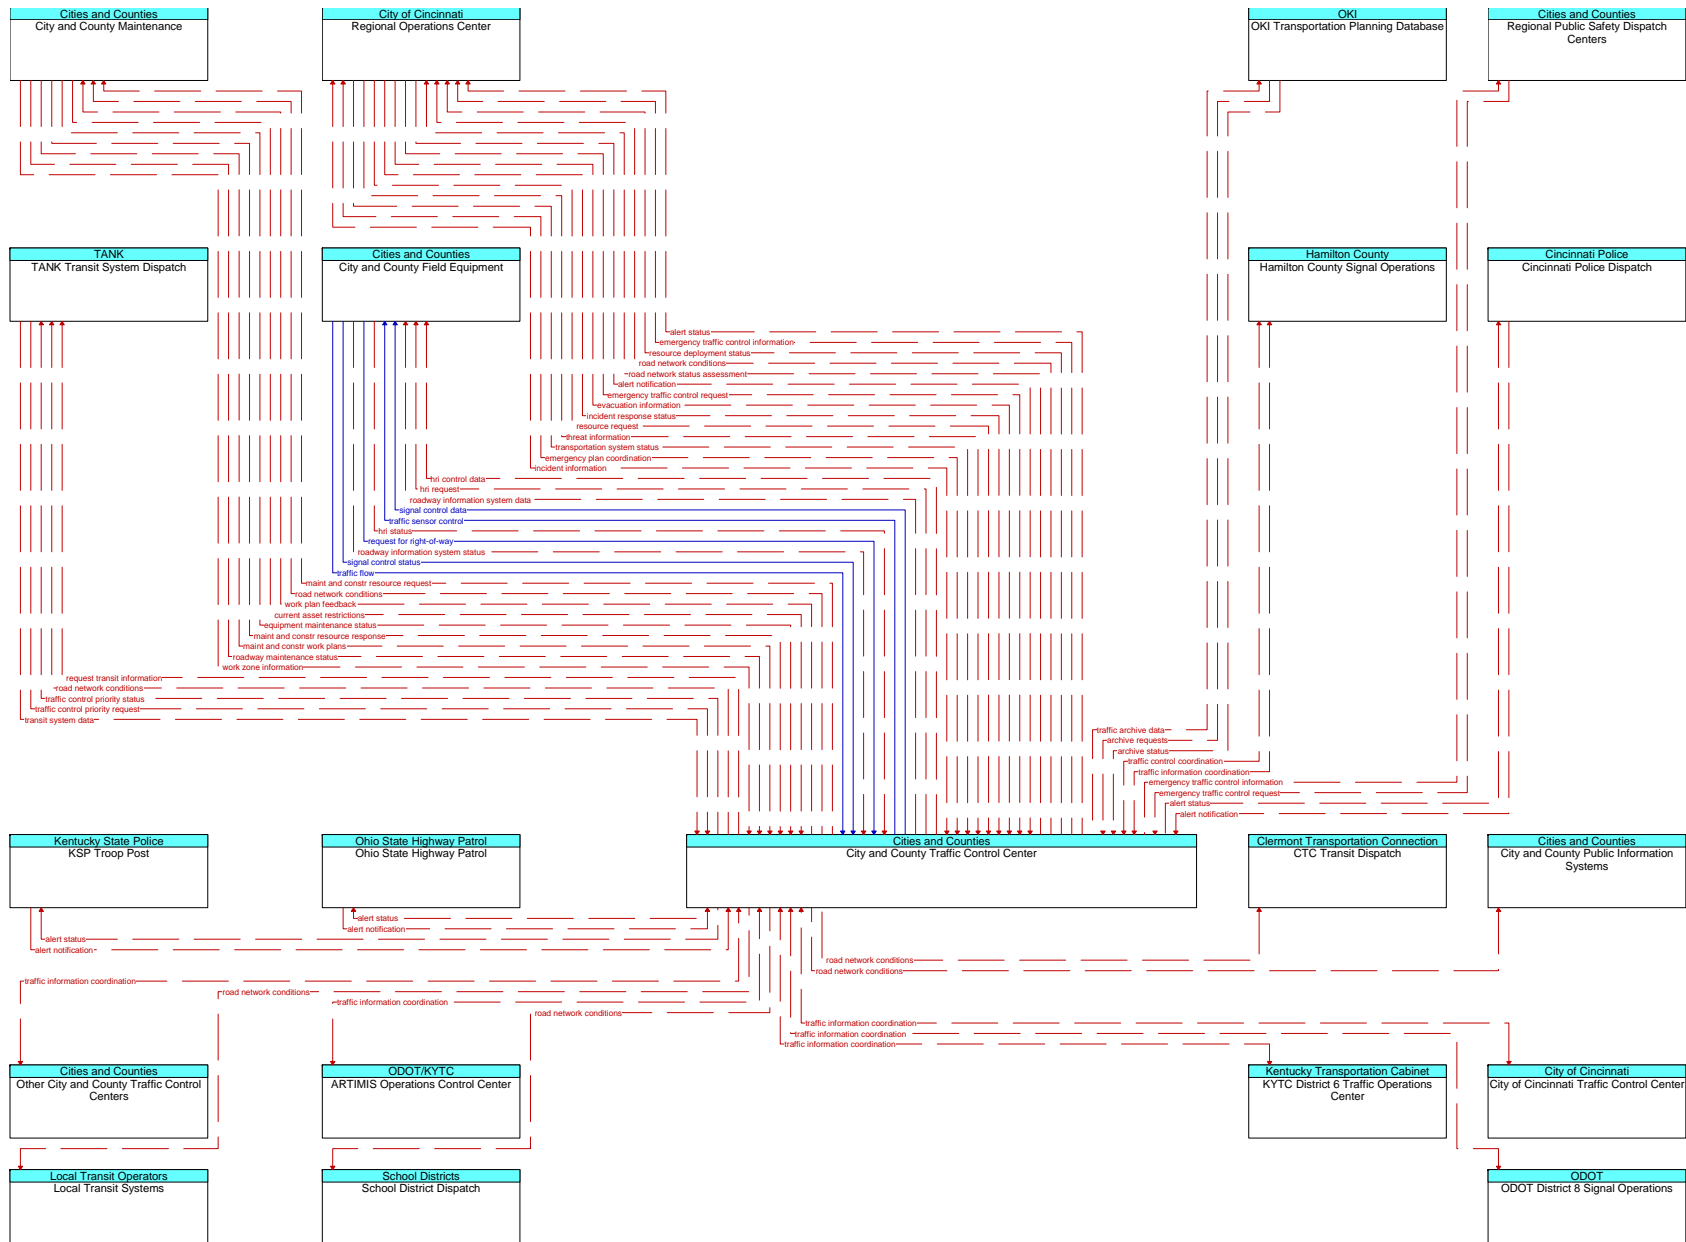 Cities and Counties
City and County Maintenance
City of Cincinnati
Regional Operations Center
OKI
OKI Transportation Planning Database
Cities and Counties
Regional Public Safety Dispatch
Centers
TANK
TANK Transit System Dispatch
Cities and Counties
City and County Field Equipment
Hamilton County
Hamilton County Signal Operations
Cincinnati Police
Cincinnati Police Dispatch
alert status
emergency traffic control information
resource deployment status
road network conditions
road network status assessment
alert notification
emergency traffic control request
evacuation information
incident response status
resource request
threat information
transportation system status
emergency plan coordination
incident information
hri control data
hri request
roadway information system data
signal control data
traffic sensor control
hri status
request for right-of-way
roadway information system status
signal control status
traffic flow
maint and constr resource request
road network conditions
work plan feedback
current asset restrictions
equipment maintenance status
maint and constr resource response
maint and constr work plans
roadway maintenance status
work zone information
request transit information
road network conditions
traffic control priority status
traffic control priority request
transit system data
traffic archive data
archive requests
archive status
traffic control coordination
traffic information coordination
emergency traffic control information
emergency traffic control request
alert status
alert notification
Kentucky State Police
KSP Troop Post
Ohio State Highway Patrol
Ohio State Highway Patrol
Cities and Counties
City and County Traffic Control Center
Clermont Transportation Connection
CTC Transit Dispatch
Cities and Counties
City and County Public Information
Systems
alert status
alert notification
alert status
alert notification
road network conditions
road network conditions
traffic information coordination
road network conditions
traffic information coordination
road network conditions
traffic information coordination
traffic information coordination
traffic information coordination
Cities and Counties
Other City and County Traffic Control
Centers
ODOT/KYTC
ARTIMIS Operations Control Center
Kentucky Transportation Cabinet
KYTC District 6 Traffic Operations
Center
City of Cincinnati
City of Cincinnati Traffic Control Center
Local Transit Operators
Local Transit Systems
School Districts
School District Dispatch
ODOT
ODOT District 8 Signal Operations